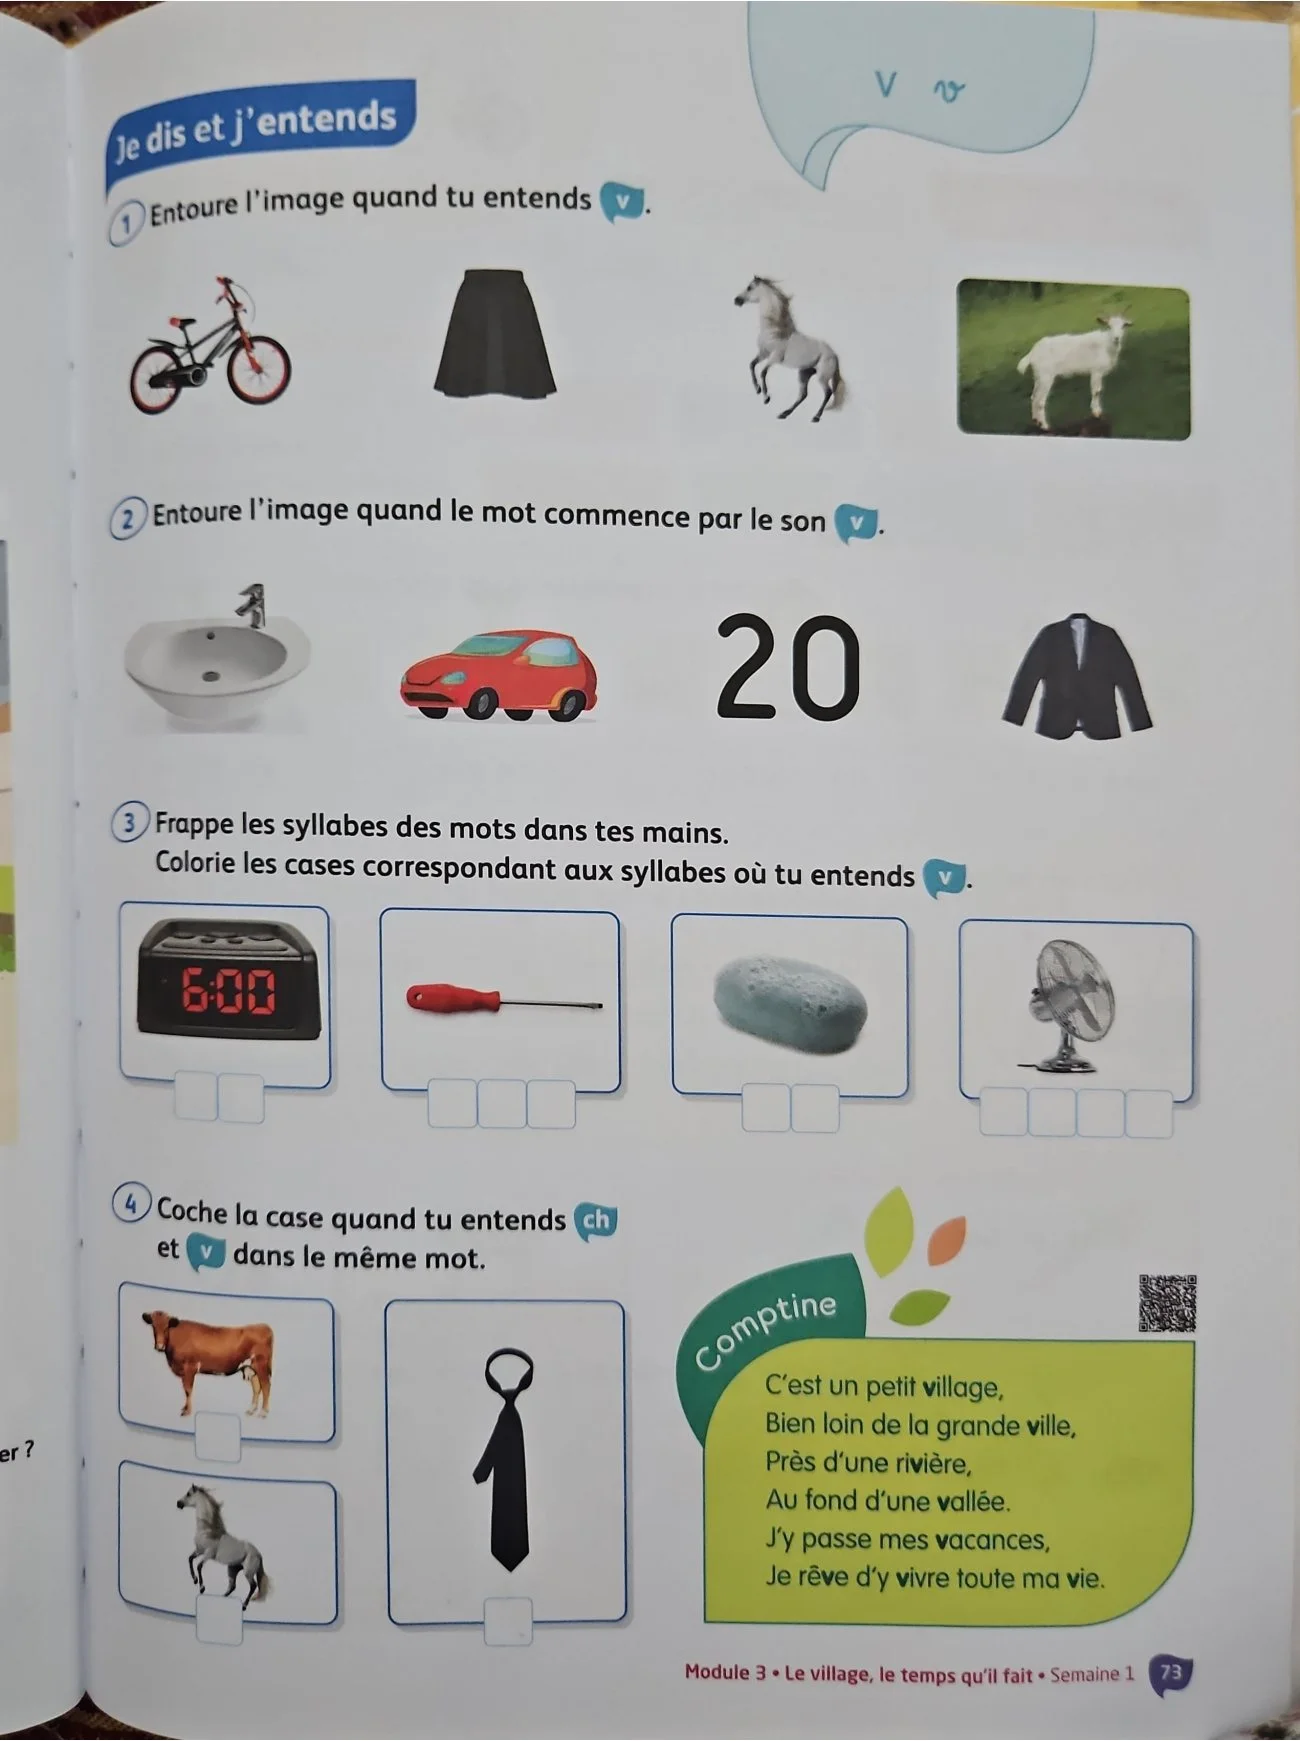 V v
Je dis et j'entends
1 Entoure l'image quand tu entends v.
2 Entoure l'image quand le mot commence par le son v.
20
3 Frappe les syllabes des mots dans tes mains.
Colorie les cases correspondant aux syllabes où tu entends v.
6:00
4 Coche la case quand tu entends ch
et v dans le même mot.
Comptine
C'est un petit village,
Bien loin de la grande ville,
Près d'une rivière,
Au fond d'une vallée.
J'y passe mes vacances,
Je rêve d'y vivre toute ma vie.
er ?
Module 3 • Le village, le temps qu'il fait • Semaine 1 73